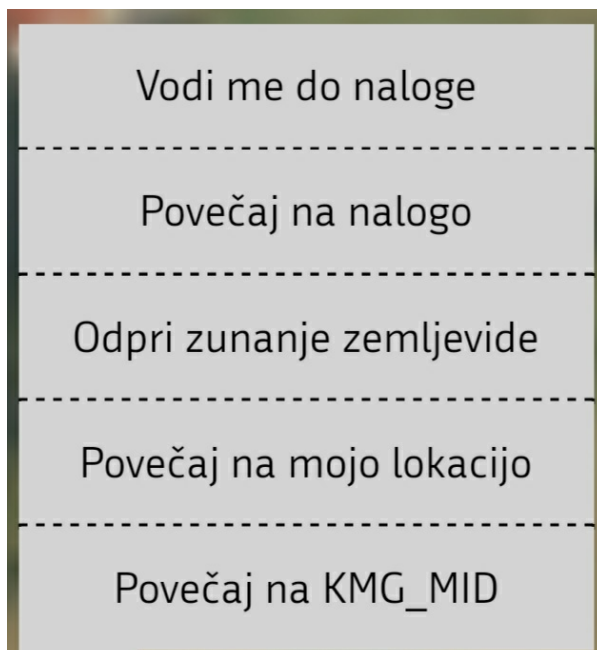 Vodi me do naloge
Povečaj na nalogo
Odpri zunanje zemljevide
Povečaj na mojo lokacijo
Povečaj na KMG_MID